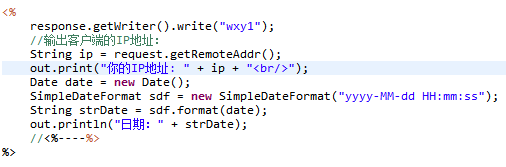 <%
response.getWriter().write("wxy1");
//输出客户端的IP地址:
String ip = request.getRemoteAddr();
out.print("你的IP地址: " + ip + "<br/>");
Date date = new Date();
SimpleDateFormat sdf = new SimpleDateFormat("yyyy-MM-dd HH:mm:ss");
String strDate = sdf.format(date);
out.println("日期: " + strDate);
//<%----%>
%>